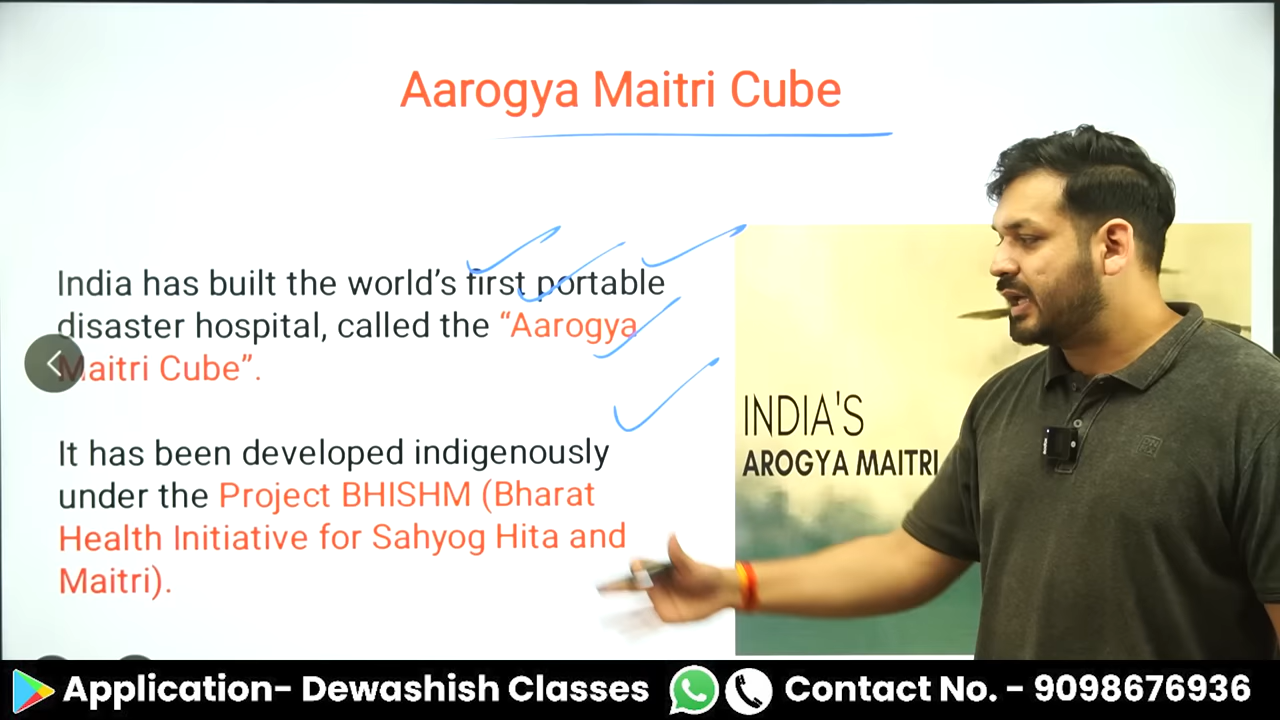 Aarogya Maitri Cube
India has built the world’s first portable
disaster hospital, called the “Aarogya
Maitri Cube”.
It has been developed indigenously
under the Project BHISHM (Bharat
Health Initiative for Sahyog Hita and
Maitri).
INDIA'S
AROGYA MAITRI
Application- Dewashish Classes
Contact No. - 9098676936